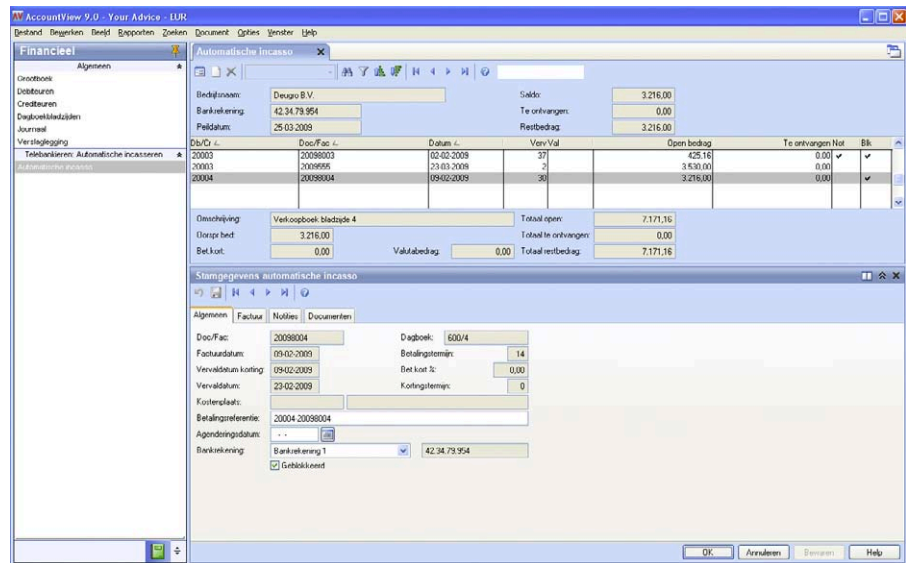 AccountView 9.0 - Your Advice - EUR
Bestand Bewerken Beeld Rapporten Zoeken Document Opties Venster Help
Financieel
Algemeen
Grootboek
Debiteuren
Crediteuren
Dagboekbladzijden
Journaal
Verslaglegging
Telebankieren: Automatische incasseren
Automatische incasso
Automatische incasso
Bedrijfsnaam: Deugro B.V. Saldo: 3.216,00
Bankrekening: 42.34.79.954 Te ontvangen: 0,00
Peildatum: 25-03-2009 Restbedrag: 3.216,00
Db/Cr Doc/Fac Datum Verv Val Open bedrag Te ontvangen Not Blk
20003 20098003 02-02-2009 37 425,16 0,00
20003 2009555 23-03-2009 2 3.530,00 0,00
20004 20098004 09-02-2009 30 3.216,00 0,00
Omschrijving: Verkoopboek bladzijde 4 Totaal open: 7.171,16
Oorspr.bed: 3.216,00 Totaal te ontvangen: 0,00
Bet.kort: 0,00 Valutabedrag: 0,00 Totaal restbedrag: 7.171,16
Stamgegevens automatische incasso
Algemeen Factuur Notities Documenten
Doc/Fac: 20098004 Dagboek: 600/4
Factuurdatum: 09-02-2009 Betalingstermijn: 14
Vervaldatum korting: 09-02-2009 Bet.kort %: 0,00
Vervaldatum: 23-02-2009 Kortingstermijn: 0
Kostenplaats:
Betalingsreferentie: 20004-20098004
Agenderingsdatum: - -
Bankrekening: Bankrekening 1 42.34.79.954
Geblokkeerd
OK Annuleren Bewaren Help